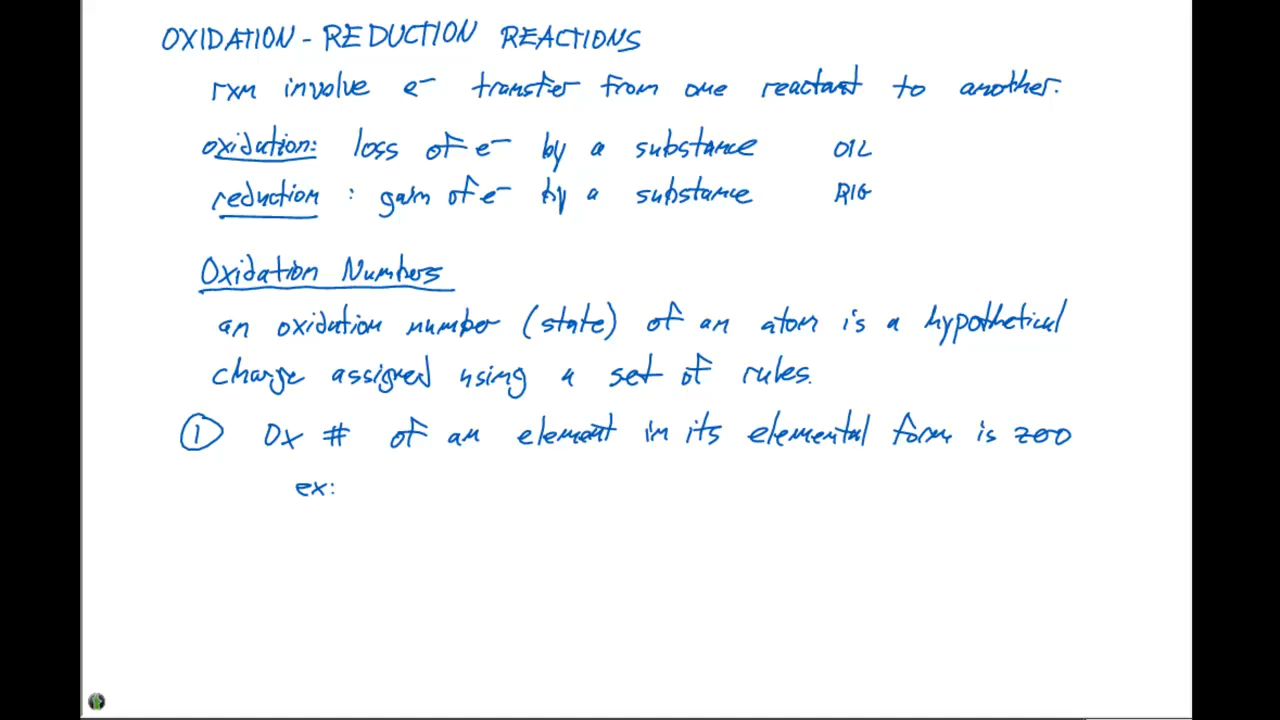 OXIDATION - REDUCTION REACTIONS
rxn involve e⁻ transfer from one reactant to another.
oxidation: loss of e⁻ by a substance OIL
reduction : gain of e⁻ by a substance RIG
Oxidation Numbers
an oxidation number (state) of an atom is a hypothetical
charge assigned using a set of rules.
① Ox # of an element in its elemental form is zero
ex: